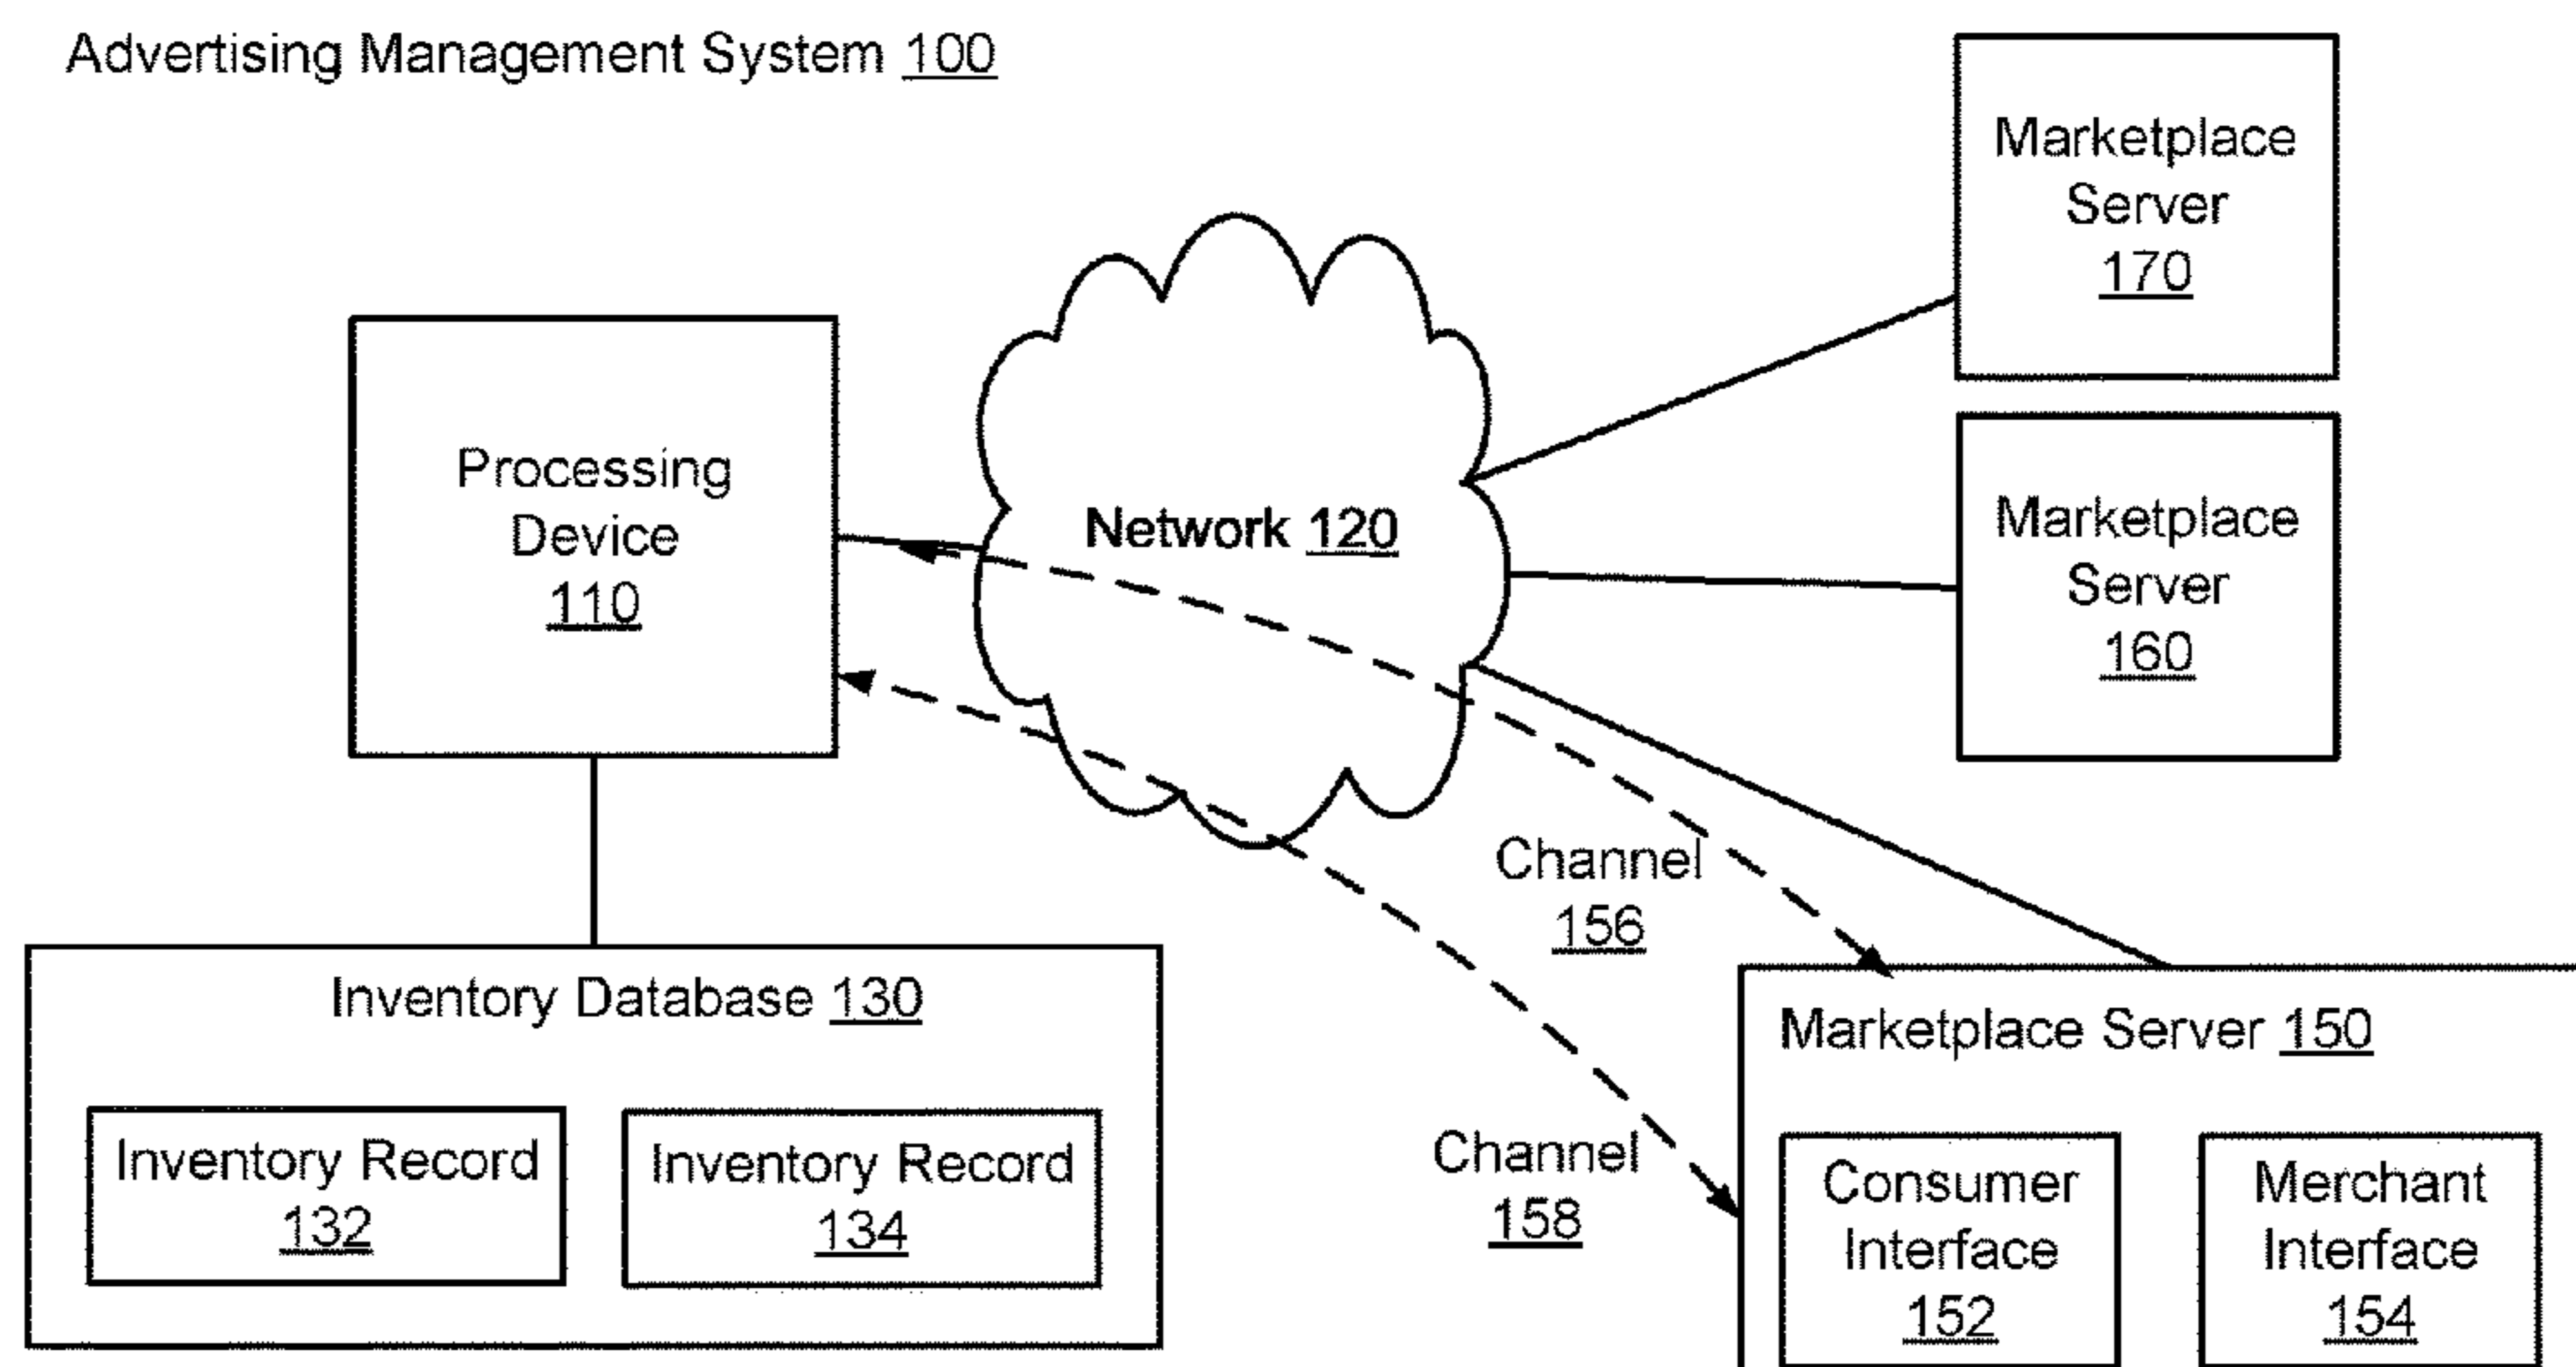 Advertising Management System 100
Marketplace
Server
170
Processing
Device
110
Network 120
Marketplace
Server
160
Channel
156
Inventory Database 130
Inventory Record
132
Inventory Record
134
Channel
158
Marketplace Server 150
Consumer
Interface
152
Merchant
Interface
154